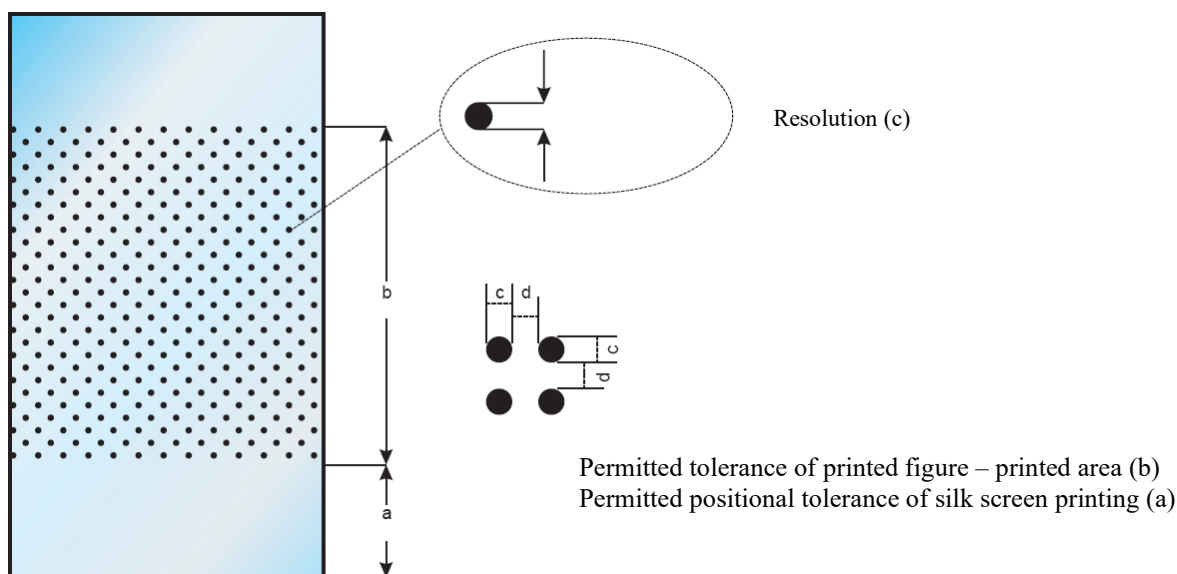 Resolution (c)
b
c d
c
d
Permitted tolerance of printed figure – printed area (b)
Permitted positional tolerance of silk screen printing (a)
a